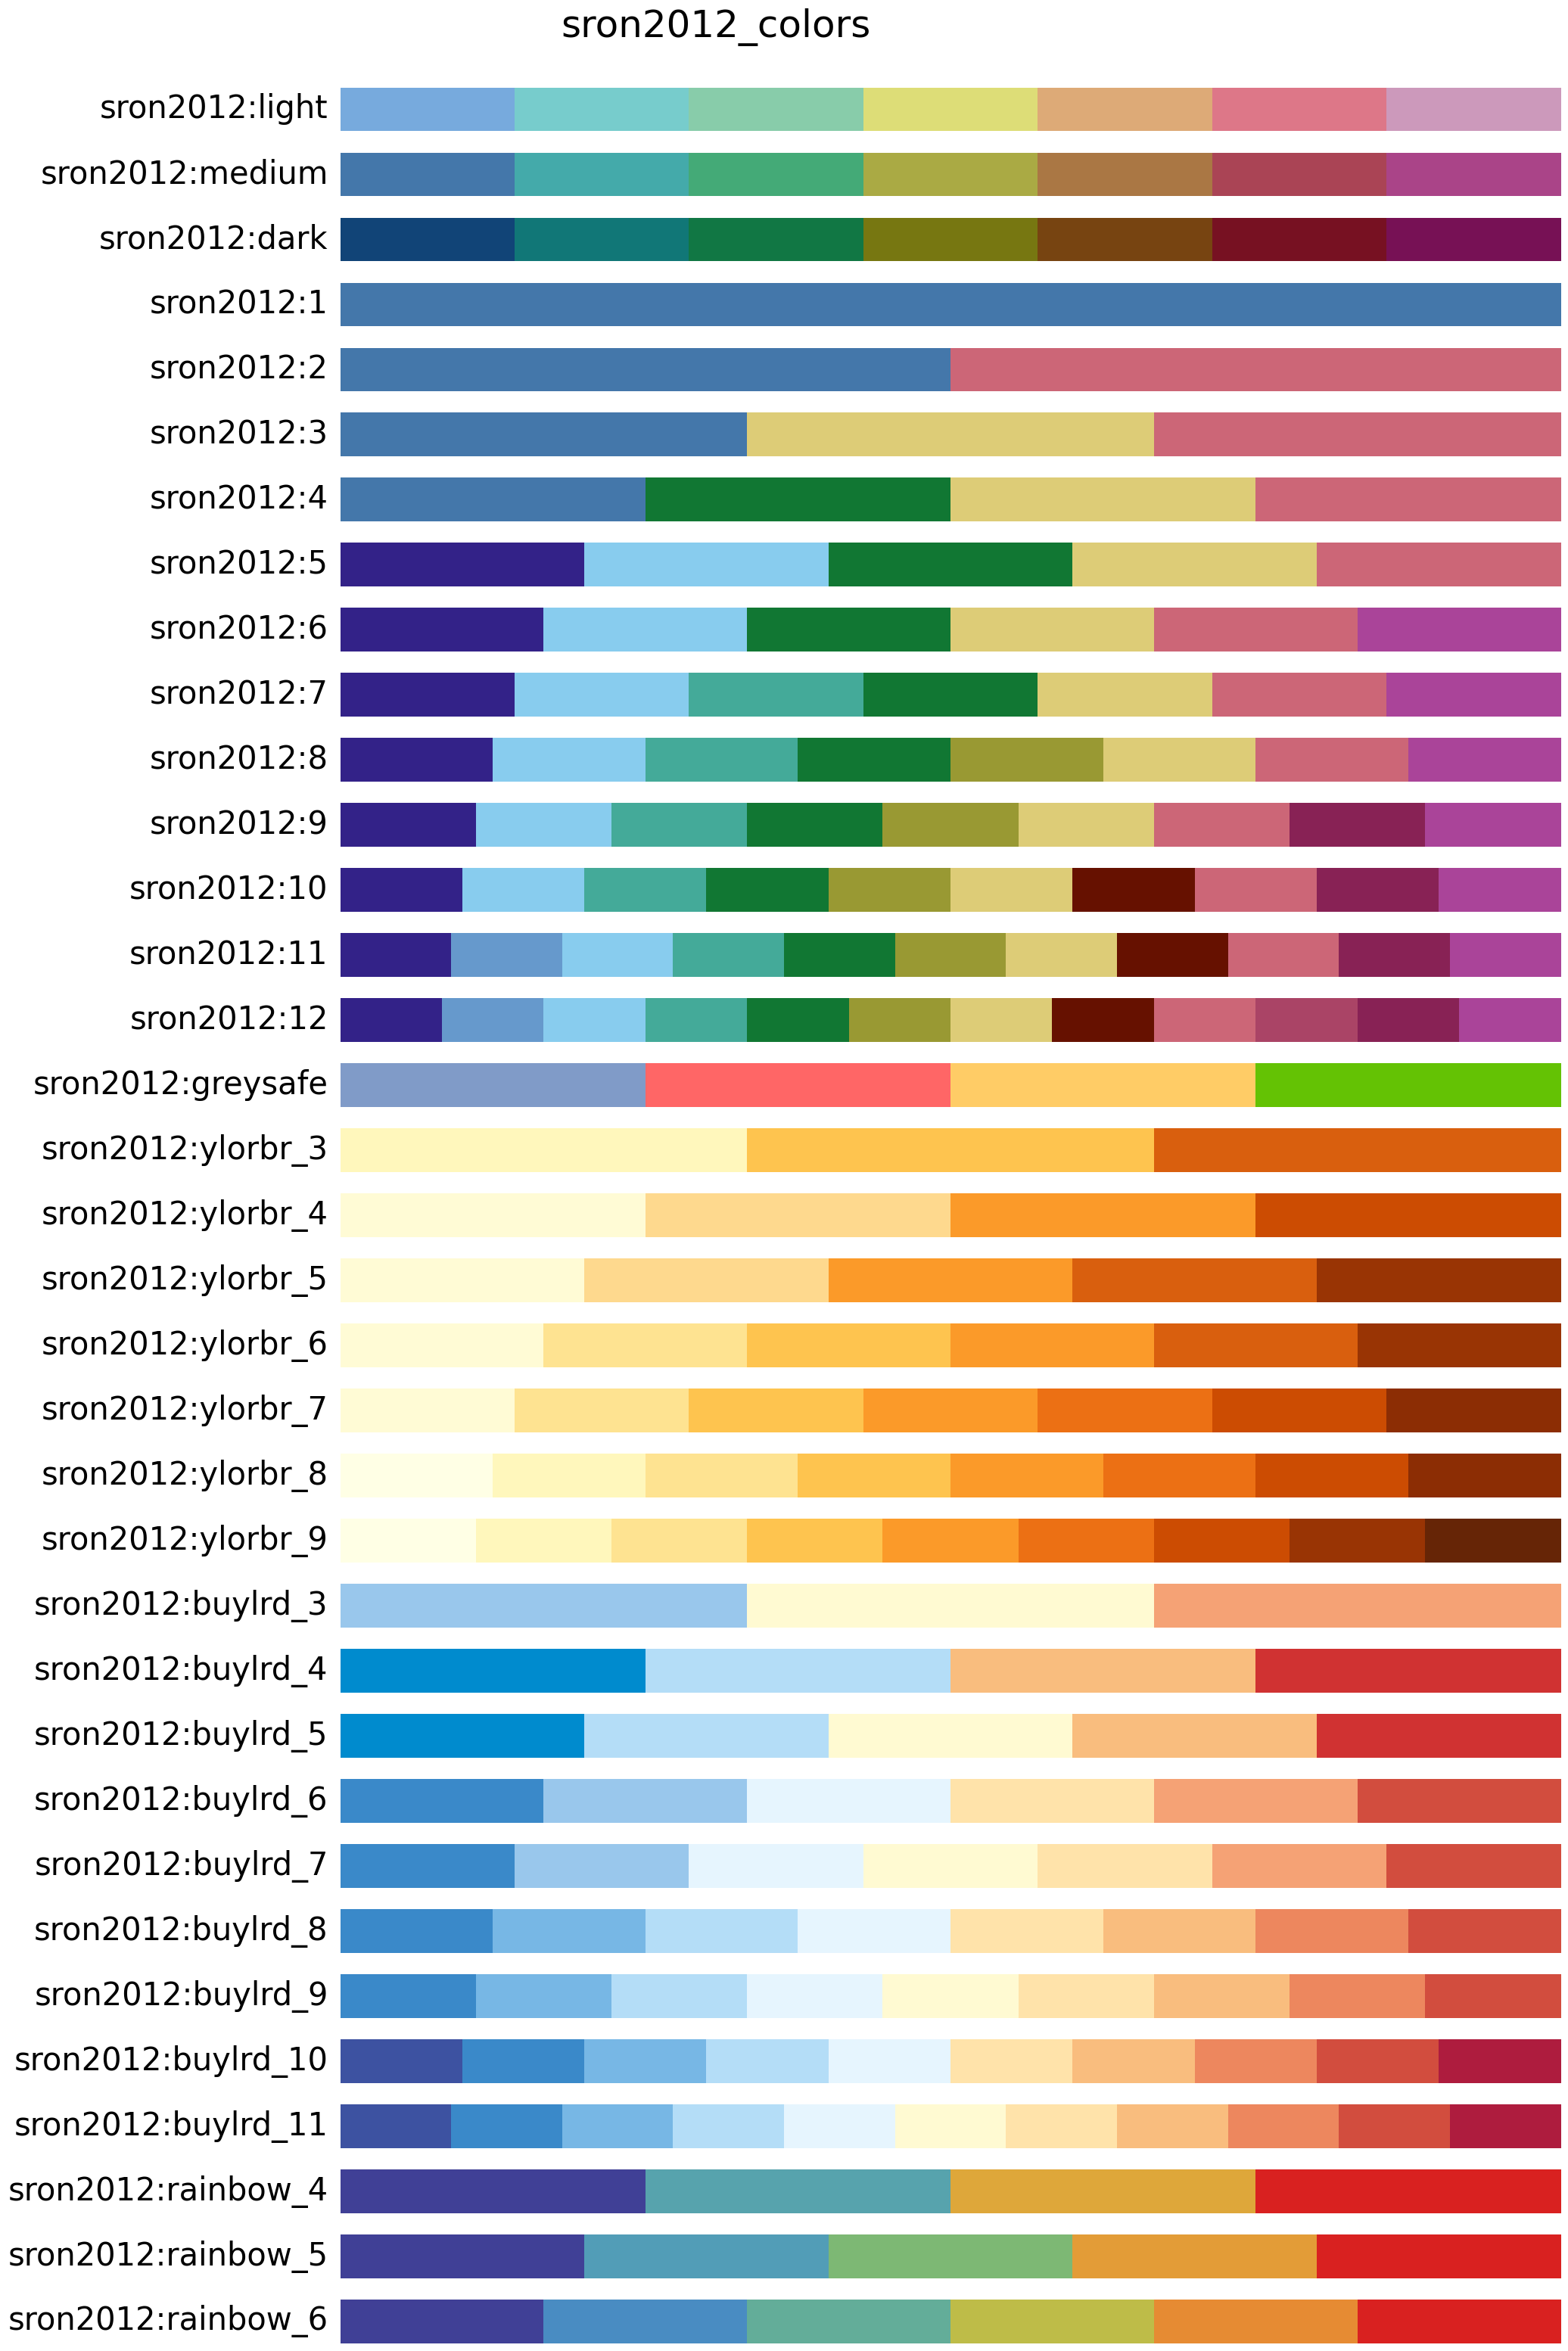 sron2012_colors
sron2012:light
sron2012:medium
sron2012:dark
sron2012:1
sron2012:2
sron2012:3
sron2012:4
sron2012:5
sron2012:6
sron2012:7
sron2012:8
sron2012:9
sron2012:10
sron2012:11
sron2012:12
sron2012:greysafe
sron2012:ylorbr_3
sron2012:ylorbr_4
sron2012:ylorbr_5
sron2012:ylorbr_6
sron2012:ylorbr_7
sron2012:ylorbr_8
sron2012:ylorbr_9
sron2012:buylrd_3
sron2012:buylrd_4
sron2012:buylrd_5
sron2012:buylrd_6
sron2012:buylrd_7
sron2012:buylrd_8
sron2012:buylrd_9
sron2012:buylrd_10
sron2012:buylrd_11
sron2012:rainbow_4
sron2012:rainbow_5
sron2012:rainbow_6